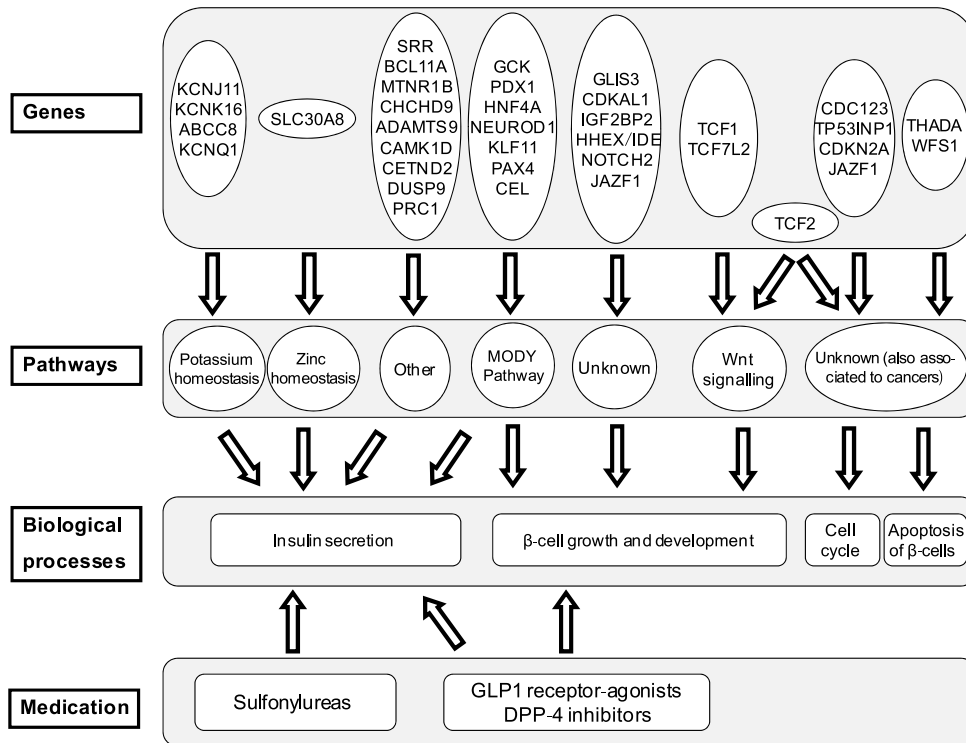 Genes
KCNJ11
KCNK16
ABCC8
KCNQ1
SLC30A8
SRR
BCL11A
MTNR1B
CHCHD9
ADAMTS9
CAMK1D
CETND2
DUSP9
PRC1
GCK
PDX1
HNF4A
NEUROD1
KLF11
PAX4
CEL
GLIS3
CDKAL1
IGF2BP2
HHEX/IDE
NOTCH2
JAZF1
TCF1
TCF7L2
TCF2
CDC123
TP53INP1
CDKN2A
JAZF1
THADA
WFS1
Pathways
Potassium
homeostasis
Zinc
homeostasis
Other
MODY
Pathway
Unknown
Wnt
signalling
Unknown (also asso-
ciated to cancers)
Biological
processes
Insulin secretion
β-cell growth and development
Cell
cycle
Apoptosis
of β-cells
Medication
Sulfonylureas
GLP1 receptor-agonists
DPP-4 inhibitors